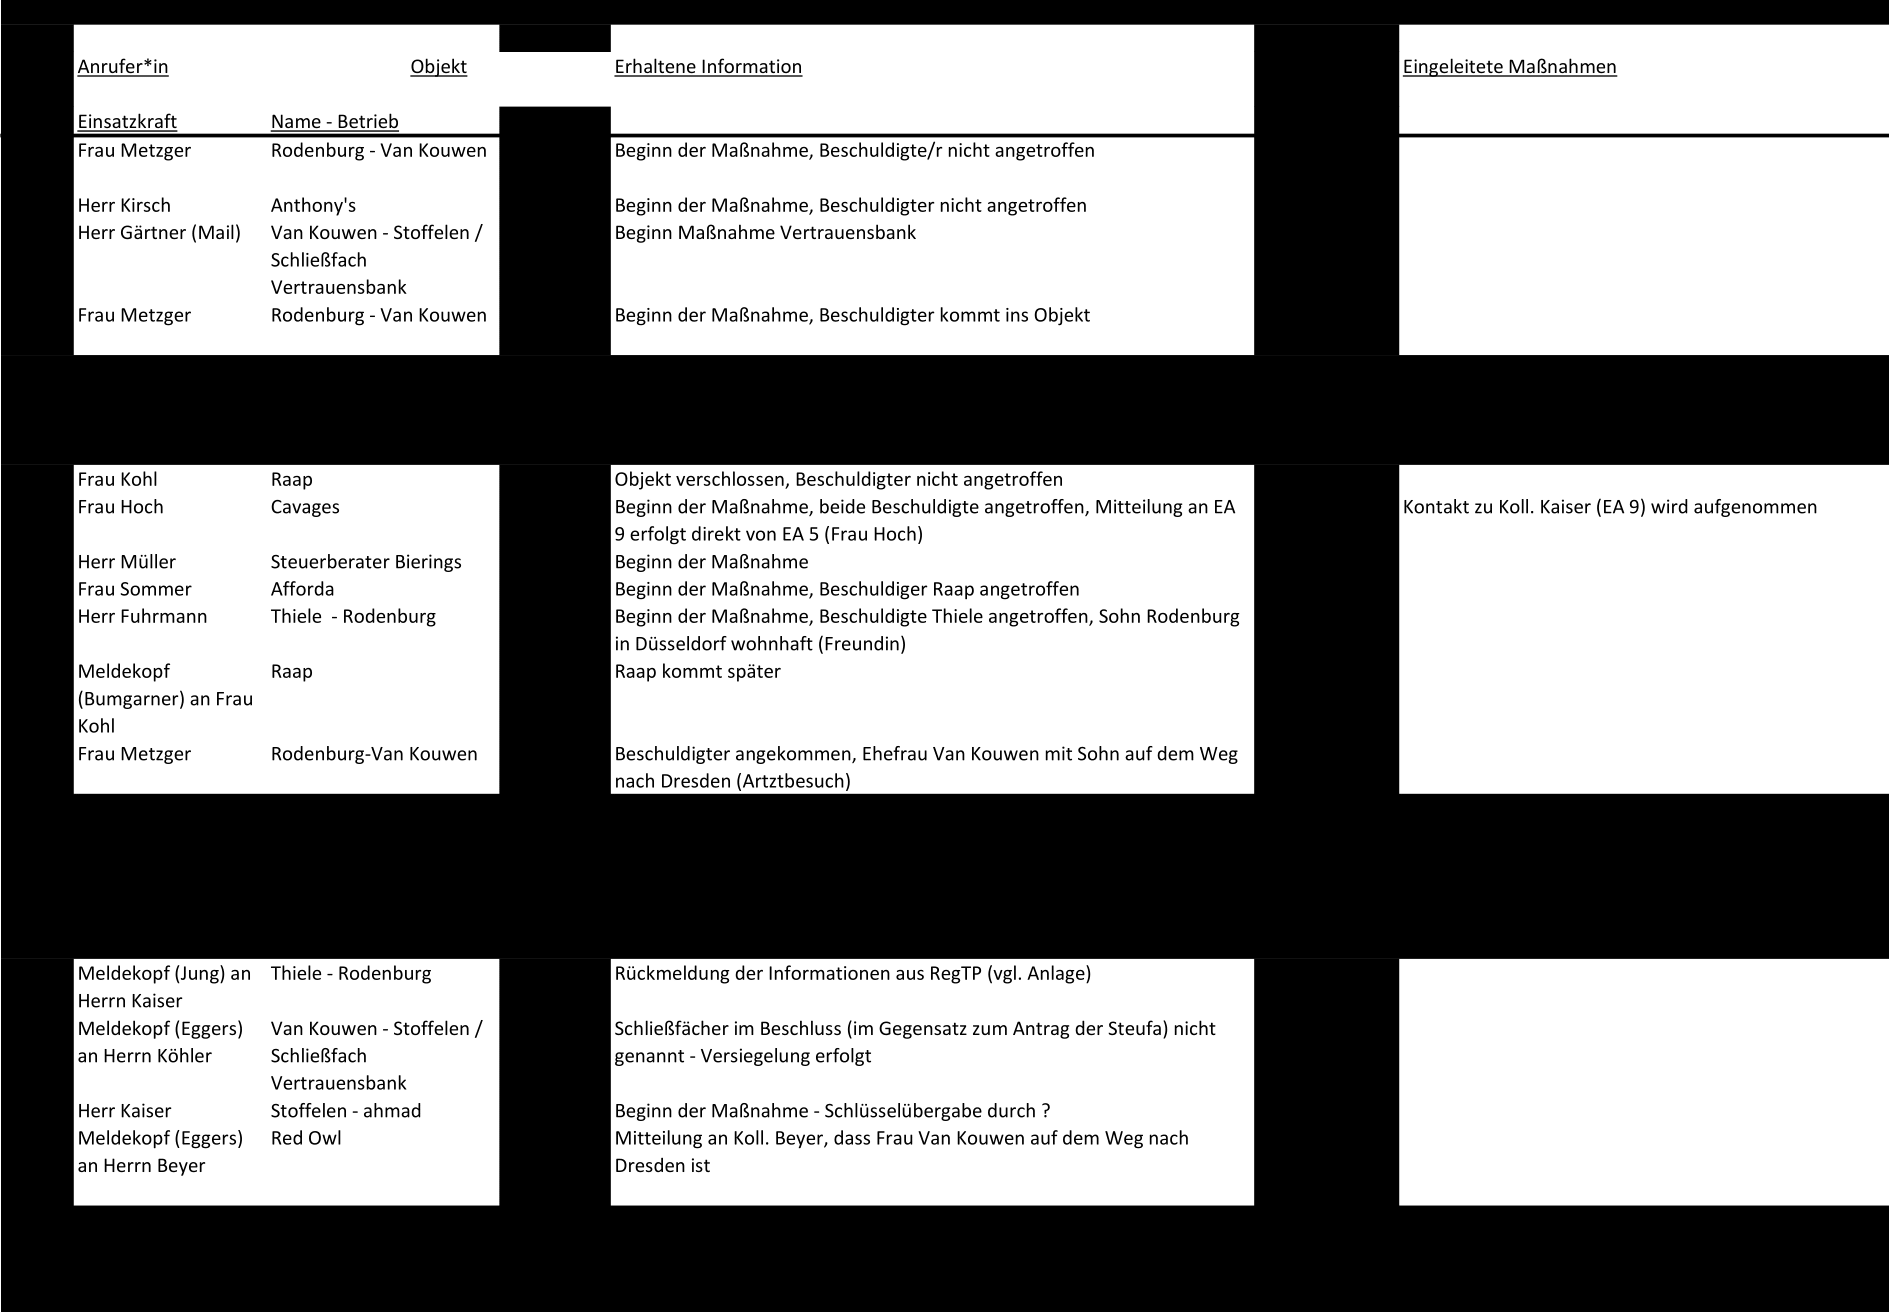 Anrufer*in Objekt Erhaltene Information Eingeleitete Maßnahmen
Einsatzkraft Name - Betrieb
Frau Metzger Rodenburg - Van Kouwen Beginn der Maßnahme, Beschuldigte/r nicht angetroffen
Herr Kirsch Anthony's Beginn der Maßnahme, Beschuldigter nicht angetroffen
Herr Gärtner (Mail) Van Kouwen - Stoffelen / Beginn Maßnahme Vertrauensbank
Schließfach
Vertrauensbank
Frau Metzger Rodenburg - Van Kouwen Beginn der Maßnahme, Beschuldigter kommt ins Objekt
Frau Kohl Raap Objekt verschlossen, Beschuldigter nicht angetroffen
Frau Hoch Cavages Beginn der Maßnahme, beide Beschuldigte angetroffen, Mitteilung an EA Kontakt zu Koll. Kaiser (EA 9) wird aufgenommen
9 erfolgt direkt von EA 5 (Frau Hoch)
Herr Müller Steuerberater Bierings Beginn der Maßnahme
Frau Sommer Afforda Beginn der Maßnahme, Beschuldiger Raap angetroffen
Herr Fuhrmann Thiele  - Rodenburg Beginn der Maßnahme, Beschuldigte Thiele angetroffen, Sohn Rodenburg
in Düsseldorf wohnhaft (Freundin)
Meldekopf Raap Raap kommt später
(Bumgarner) an Frau
Kohl
Frau Metzger Rodenburg-Van Kouwen Beschuldigter angekommen, Ehefrau Van Kouwen mit Sohn auf dem Weg
nach Dresden (Artztbesuch)
Meldekopf (Jung) an Thiele - Rodenburg Rückmeldung der Informationen aus RegTP (vgl. Anlage)
Herrn Kaiser
Meldekopf (Eggers) Van Kouwen - Stoffelen / Schließfächer im Beschluss (im Gegensatz zum Antrag der Steufa) nicht
an Herrn Köhler Schließfach genannt - Versiegelung erfolgt
Vertrauensbank
Herr Kaiser Stoffelen - ahmad Beginn der Maßnahme - Schlüsselübergabe durch ?
Meldekopf (Eggers) Red Owl Mitteilung an Koll. Beyer, dass Frau Van Kouwen auf dem Weg nach
an Herrn Beyer Dresden ist